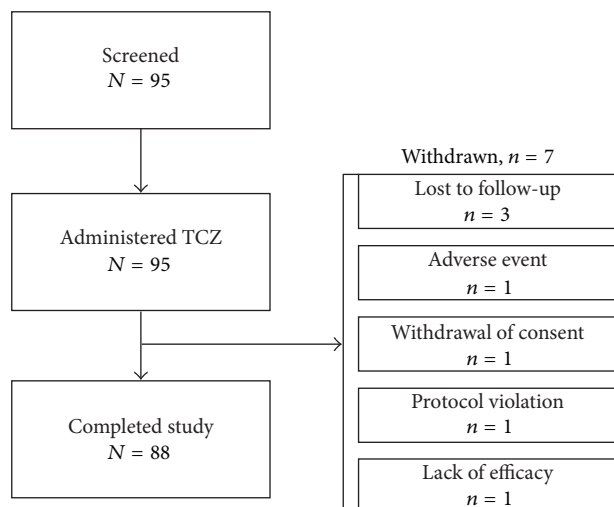 Screened
N = 95
Administered TCZ
N = 95
Completed study
N = 88
Withdrawn, n = 7
Lost to follow-up
n = 3
Adverse event
n = 1
Withdrawal of consent
n = 1
Protocol violation
n = 1
Lack of efficacy
n = 1